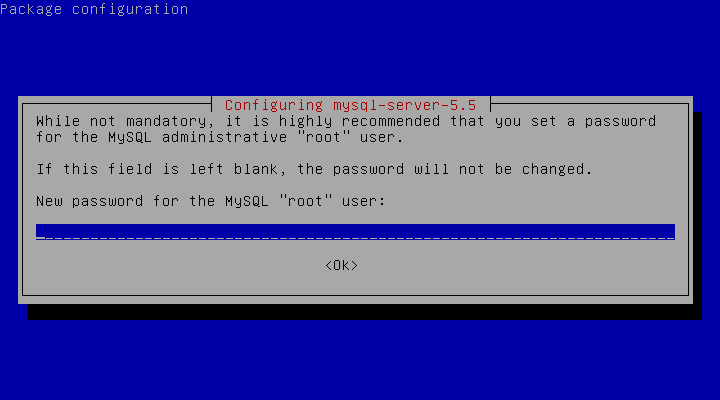 Package configuration
Configuring mysql-server-5.5
While not mandatory, it is highly recommended that you set a password
for the MySQL administrative "root" user.
If this field is left blank, the password will not be changed.
New password for the MySQL "root" user:
<Ok>